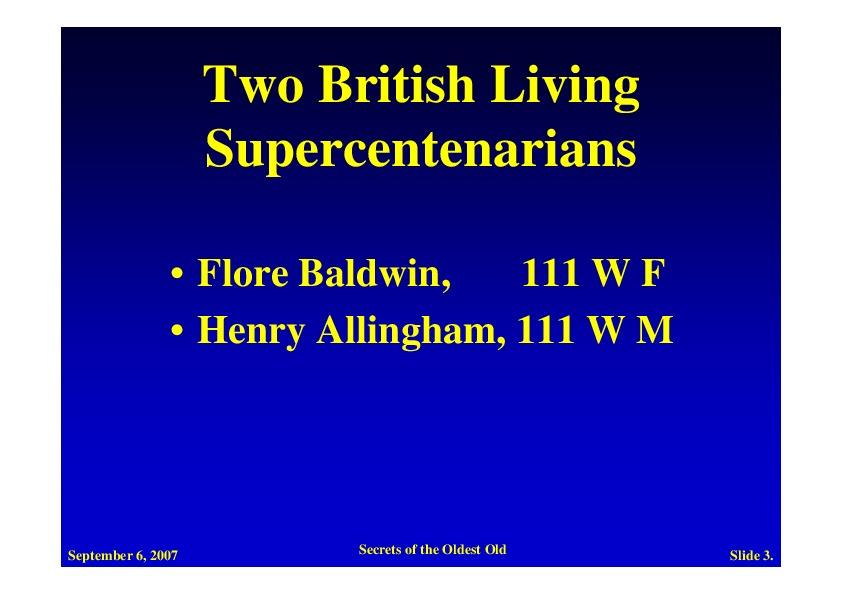 Two British Living
Supercentenarians
• Flore Baldwin, 111 W F
• Henry Allingham, 111 W M
September 6, 2007
Secrets of the Oldest Old
Slide 3.